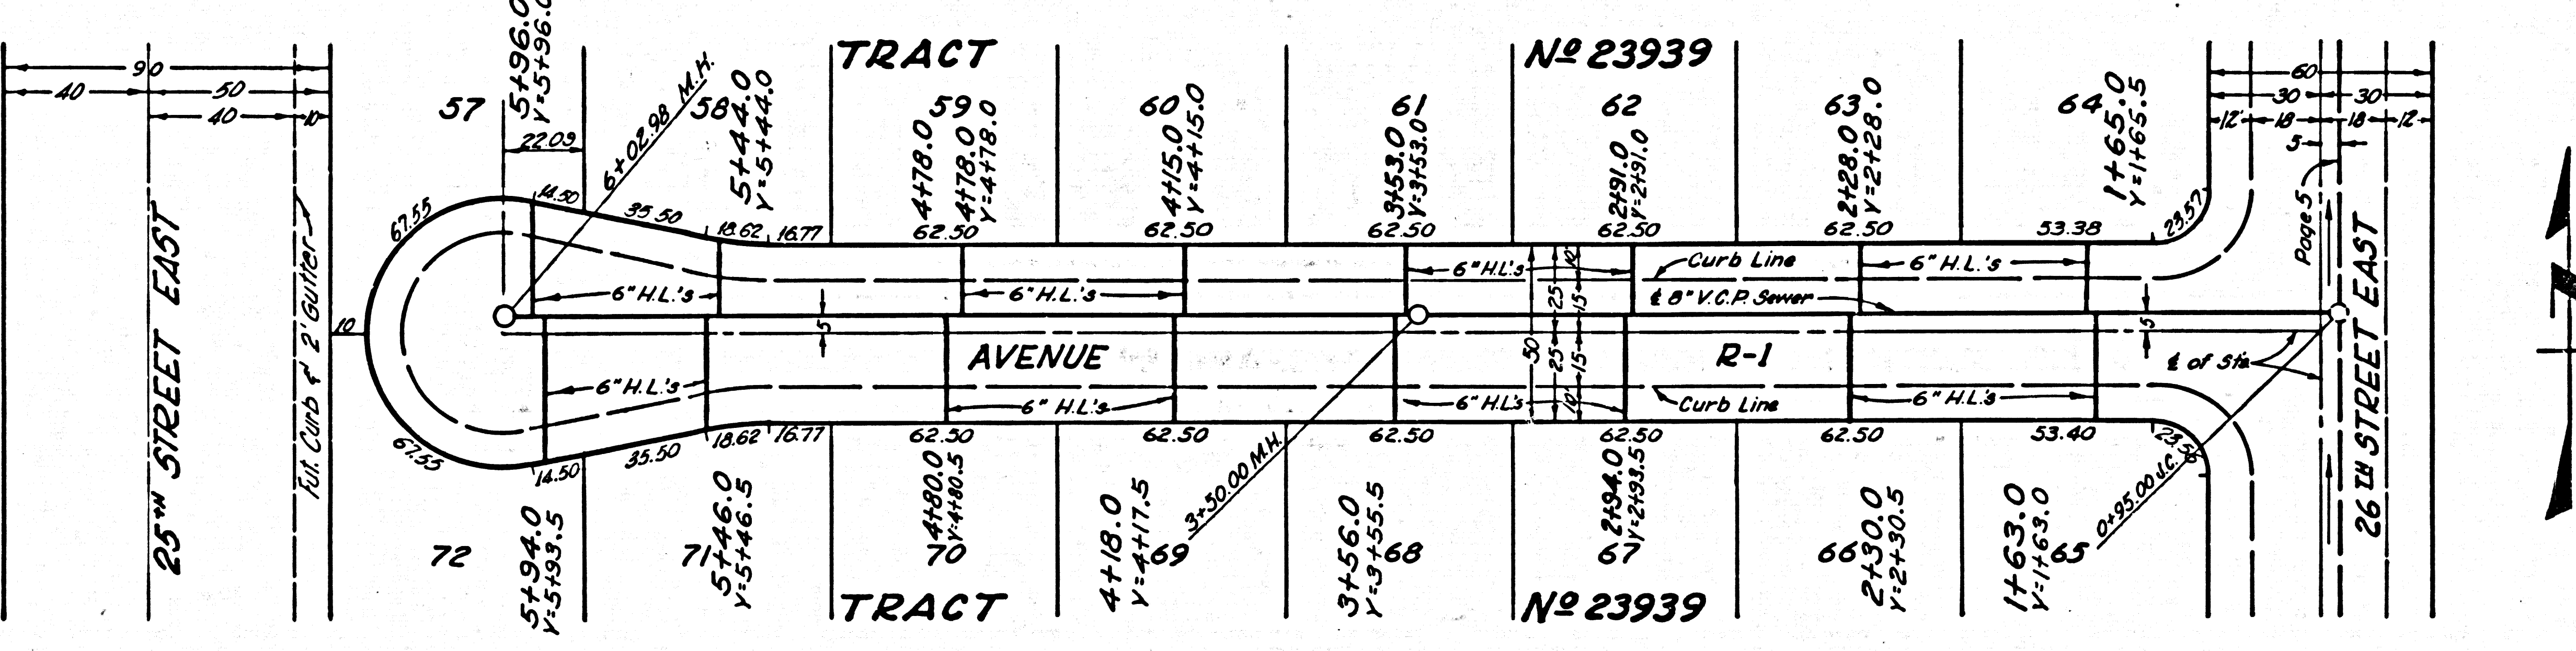 TRACT
Nº 23939
90
40
50
40
10
57
58
59
60
61
62
63
64
5+96.0
Y=5+96.0
22.09
6+02.98 M.H.
5+44.0
Y=5+44.0
4+78.0
4+78.0
Y=4+78.0
4+15.0
Y=4+15.0
3+53.0
Y=3+53.0
2+91.0
Y=2+91.0
2+28.0
Y=2+28.0
1+65.0
Y=1+65.5
60
30
30
12'
18
18
12
5
Page 5
67.55
14.50
35.50
18.62
16.77
62.50
62.50
62.50
62.50
62.50
53.38
23.57
25TH STREET EAST
Fut. Curb & 2' Gutter
10
6" H.L.'s
6" H.L.'s
6" H.L.'s
6" H.L.'s
Curb Line
℄ 8" V.C.P. Sewer
5
50
25
25
10'
15
15
10'
5
AVENUE
R-1
℄ of Sts.
26TH STREET EAST
6" H.L.'s
6" H.L.'s
6" H.L.'s
6" H.L.'s
Curb Line
67.55
14.50
35.50
18.62
16.77
62.50
62.50
62.50
62.50
62.50
53.40
23.56
72
71
70
69
68
67
66
65
5+94.0
Y=5+93.5
5+46.0
Y=5+46.5
4+80.0
Y=4+80.5
4+18.0
Y=4+17.5
3+50.00 M.H.
3+56.0
Y=3+55.5
2+94.0
Y=2+93.5
2+30.0
Y=2+30.5
1+63.0
Y=1+63.0
0+95.00 J.C.
TRACT
Nº 23939